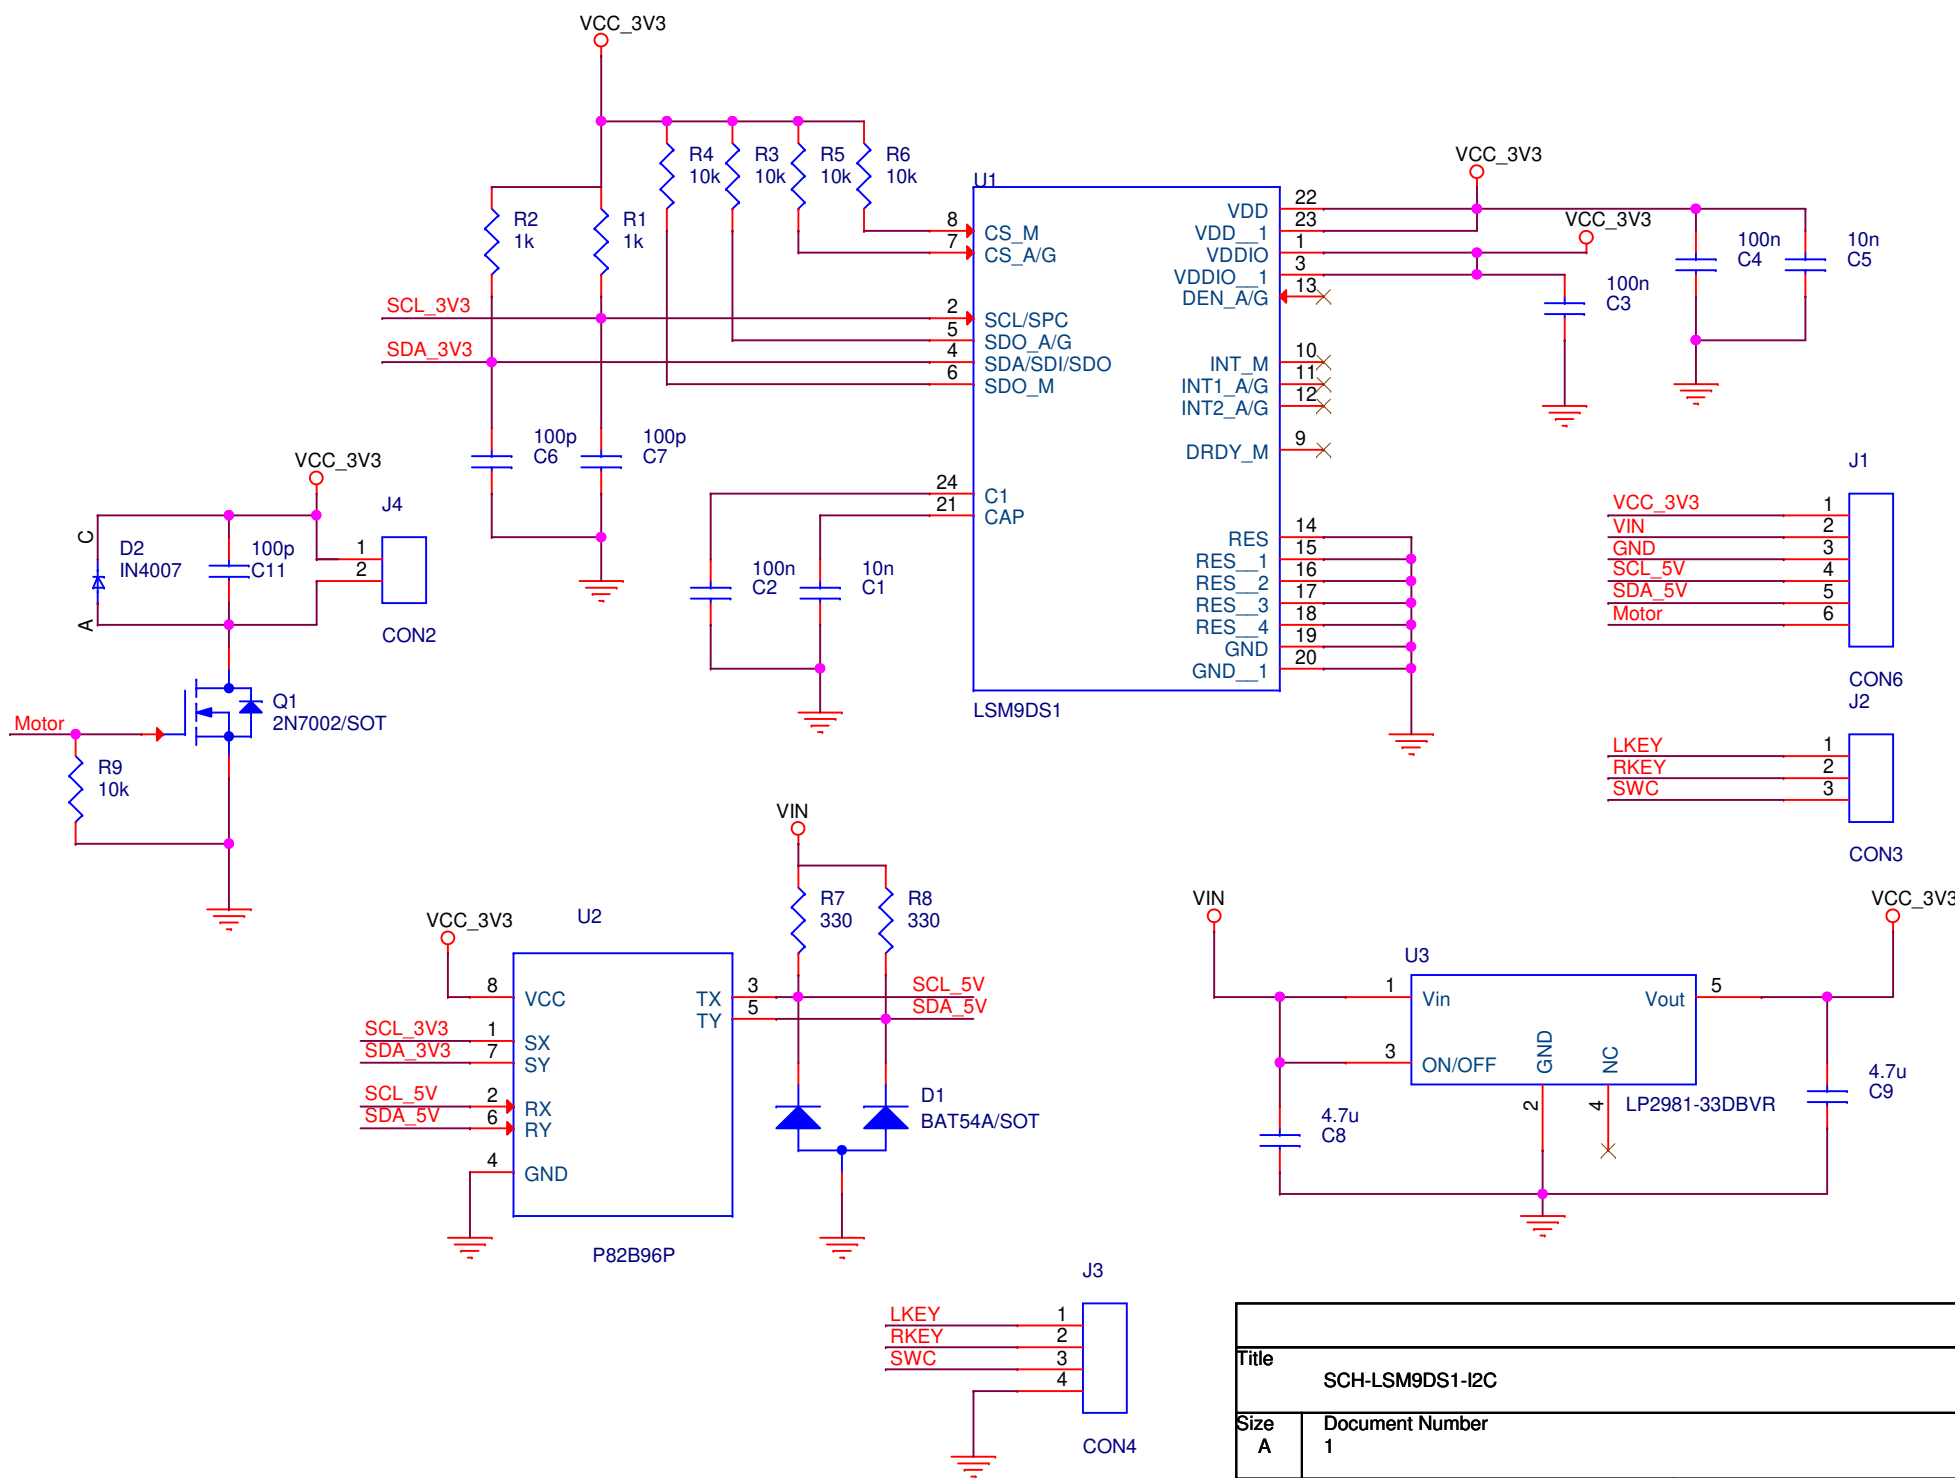 VCC_3V3
R4
10k
R3
10k
R5
10k
R6
10k
R2
1k
R1
1k
SCL_3V3
SDA_3V3
100p
C6
100p
C7
U1
8 CS_M
7 CS_A/G
2 SCL/SPC
5 SDO_A/G
4 SDA/SDI/SDO
6 SDO_M
24 C1
21 CAP
VDD 22
VDD__1 23
VDDIO 1
VDDIO__1 3
DEN_A/G 13
INT_M 10
INT1_A/G 11
INT2_A/G 12
DRDY_M 9
RES 14
RES__1 15
RES__2 16
RES__3 17
RES__4 18
GND 19
GND__1 20
LSM9DS1
100n
C2
10n
C1
VCC_3V3
VCC_3V3
100n
C4
10n
C5
100n
C3
VCC_3V3
J4
C
D2
IN4007
A
100p
C11
1
2
CON2
Q1
2N7002/SOT
Motor
R9
10k
J1
VCC_3V3 1
VIN 2
GND 3
SCL_5V 4
SDA_5V 5
Motor 6
CON6
J2
LKEY 1
RKEY 2
SWC 3
CON3
VCC_3V3
U2
8 VCC
SCL_3V3 1 SX
SDA_3V3 7 SY
SCL_5V 2 RX
SDA_5V 6 RY
4 GND
TX 3 SCL_5V
TY 5 SDA_5V
P82B96P
VIN
R7
330
R8
330
D1
BAT54A/SOT
VIN
VCC_3V3
U3
1 Vin
Vout 5
3 ON/OFF
GND
NC
2
4
LP2981-33DBVR
4.7u
C8
4.7u
C9
J3
LKEY 1
RKEY 2
SWC 3
4
CON4
Title
SCH-LSM9DS1-I2C
Size
A
Document Number
1